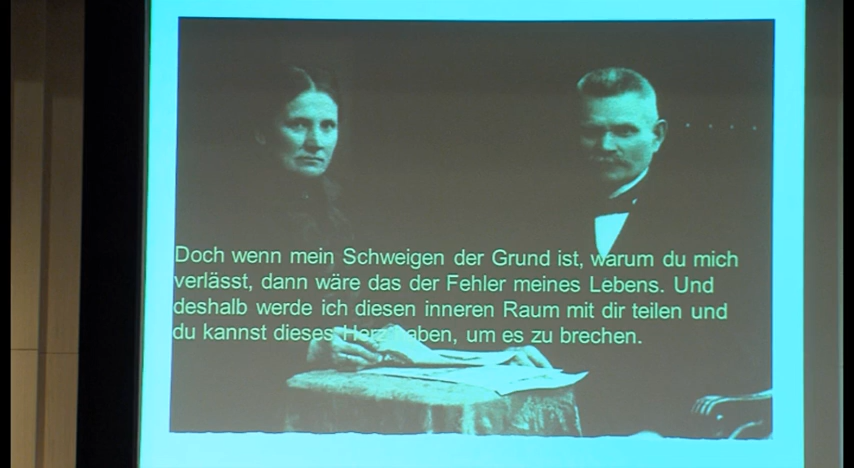 Doch wenn mein Schweigen der Grund ist, warum du mich
verlässt, dann wäre das der Fehler meines Lebens. Und
deshalb werde ich diesen inneren Raum mit dir teilen und
du kannst dieses Herz haben, um es zu brechen.